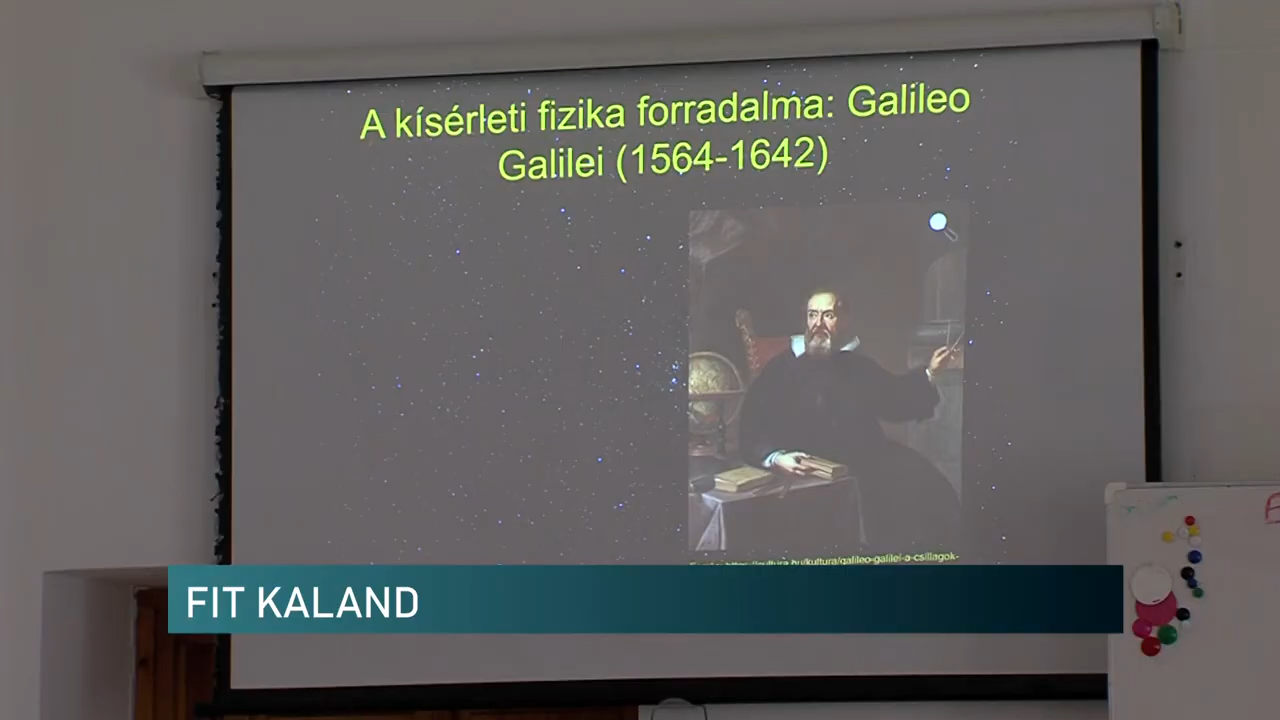 A kísérleti fizika forradalma: Galileo
Galilei (1564-1642)
FIT KALAND